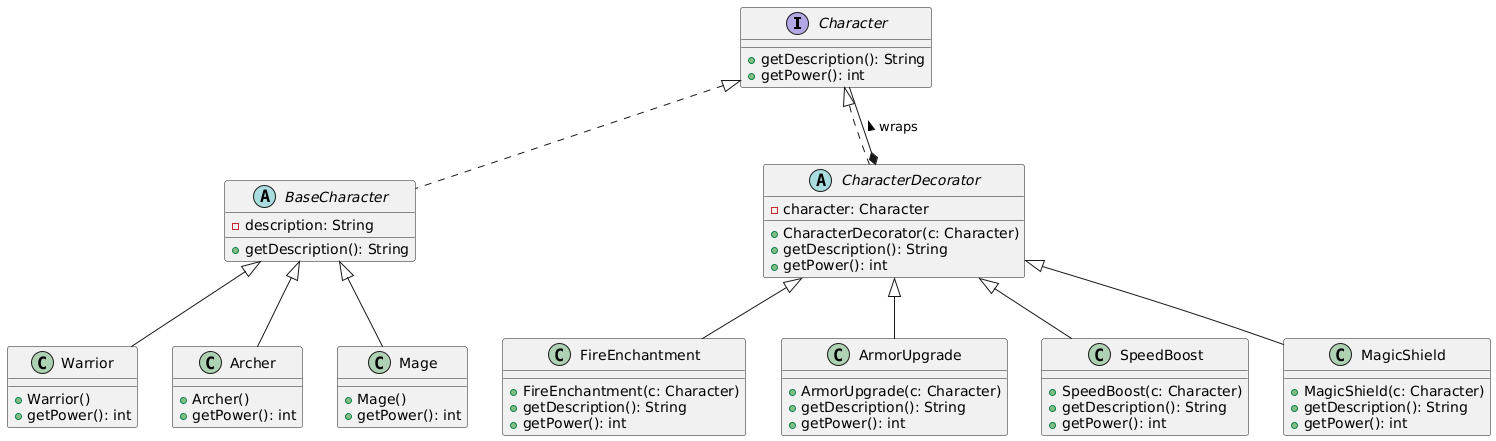 I Character
getDescription(): String
getPower(): int
wraps
A BaseCharacter
description: String
getDescription(): String
A CharacterDecorator
character: Character
CharacterDecorator(c: Character)
getDescription(): String
getPower(): int
C Warrior
Warrior()
getPower(): int
C Archer
Archer()
getPower(): int
C Mage
Mage()
getPower(): int
C FireEnchantment
FireEnchantment(c: Character)
getDescription(): String
getPower(): int
C ArmorUpgrade
ArmorUpgrade(c: Character)
getDescription(): String
getPower(): int
C SpeedBoost
SpeedBoost(c: Character)
getDescription(): String
getPower(): int
C MagicShield
MagicShield(c: Character)
getDescription(): String
getPower(): int